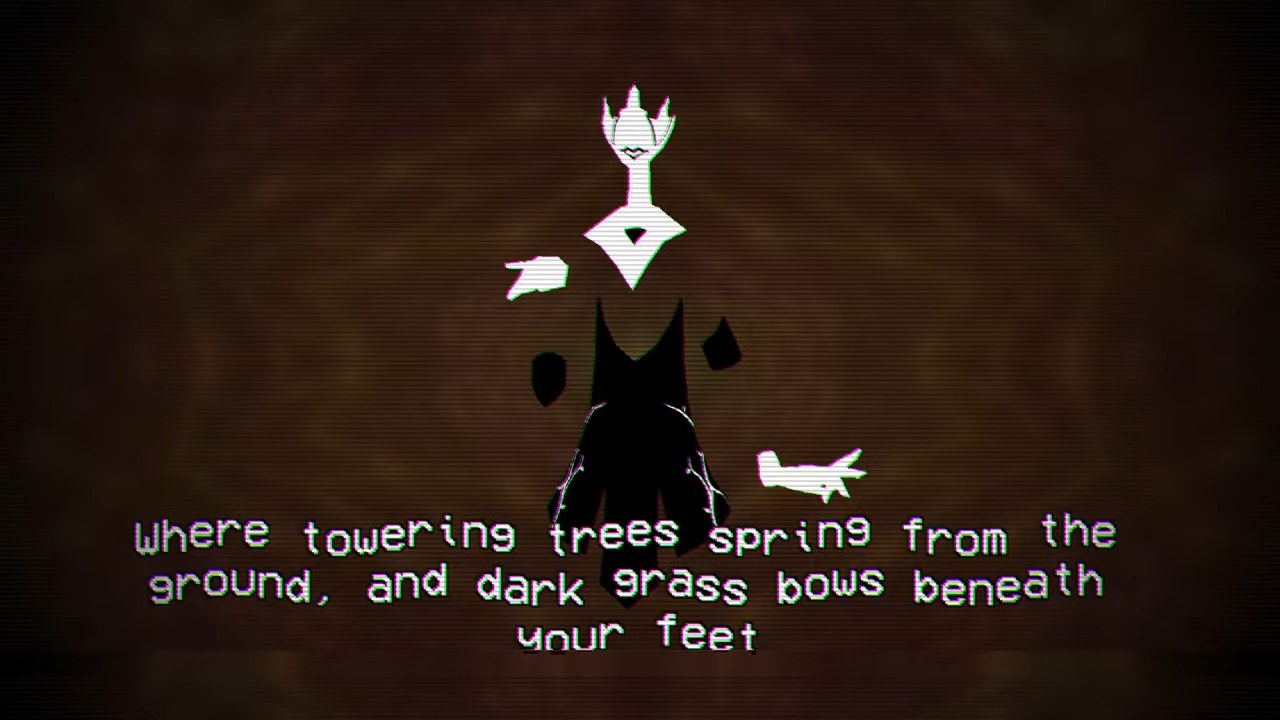 Where towering trees spring from the
ground, and dark grass bows beneath
your feet